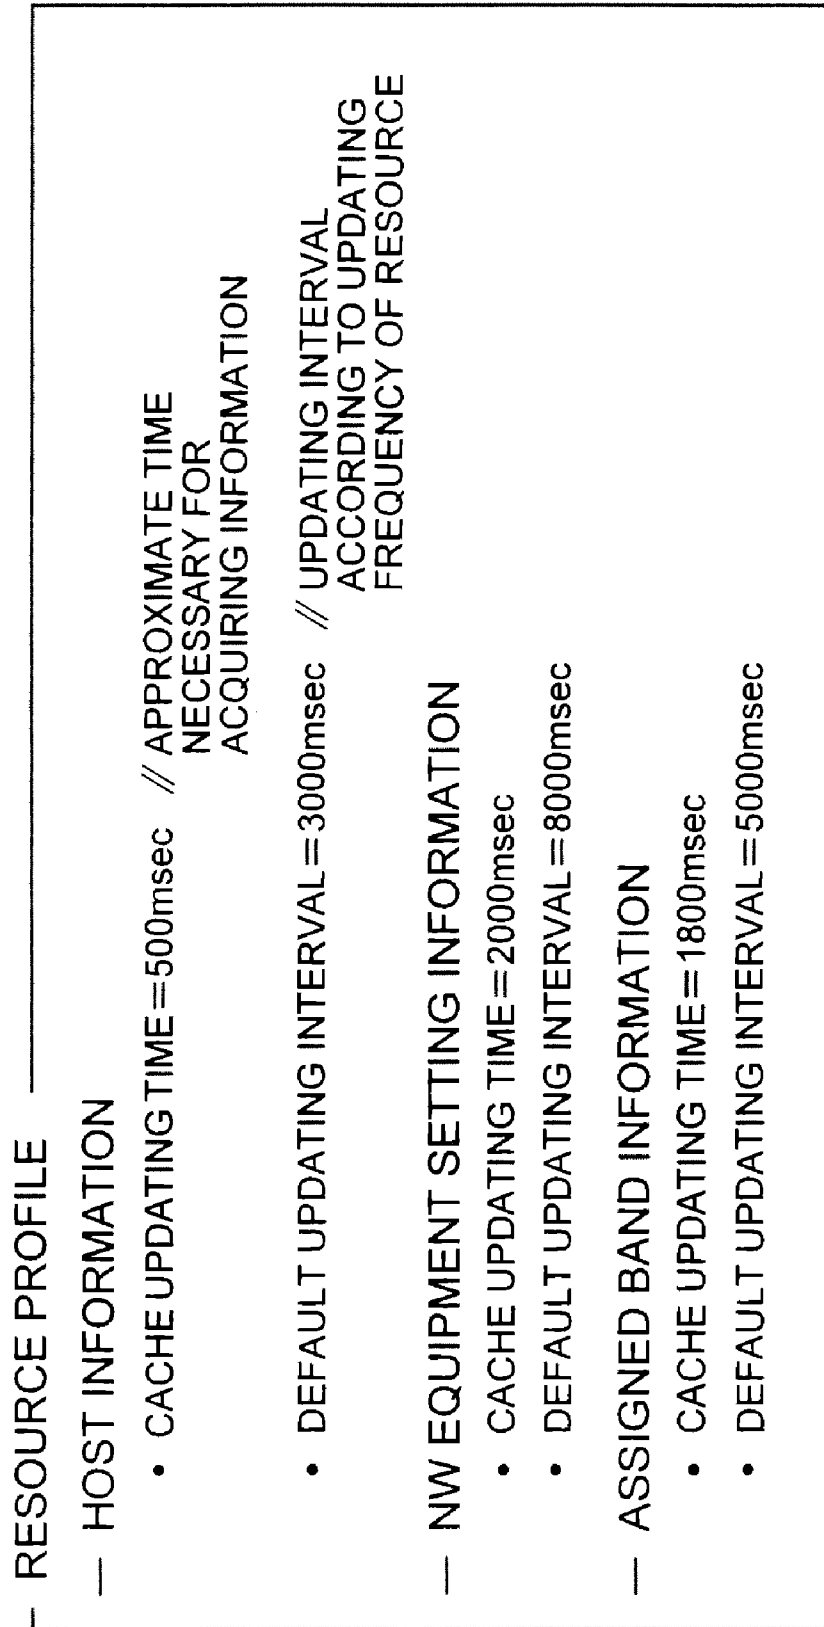 RESOURCE PROFILE
— HOST INFORMATION
• CACHE UPDATING TIME=500msec // APPROXIMATE TIME
NECESSARY FOR
ACQUIRING INFORMATION
• DEFAULT UPDATING INTERVAL=3000msec // UPDATING INTERVAL
ACCORDING TO UPDATING
FREQUENCY OF RESOURCE
— NW EQUIPMENT SETTING INFORMATION
• CACHE UPDATING TIME=2000msec
• DEFAULT UPDATING INTERVAL=8000msec
— ASSIGNED BAND INFORMATION
• CACHE UPDATING TIME=1800msec
• DEFAULT UPDATING INTERVAL=5000msec